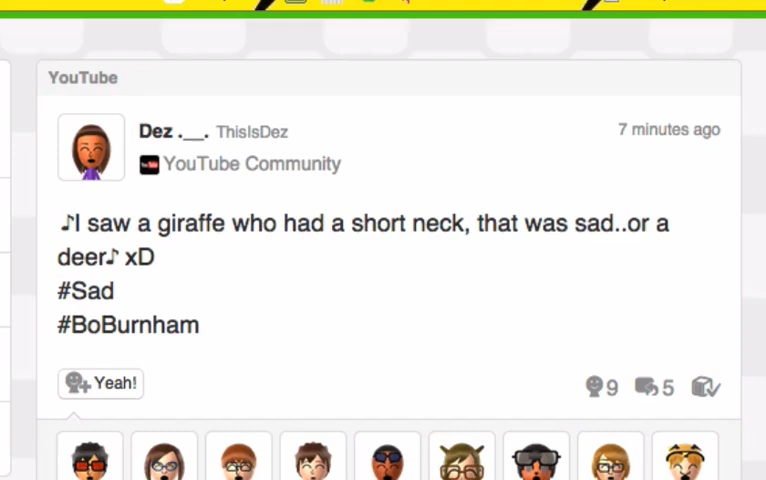 YouTube
Dez .__. ThisIsDez
7 minutes ago
YouTube Community
♪I saw a giraffe who had a short neck, that was sad..or a
deer♪ xD
#Sad
#BoBurnham
Yeah!
9
5